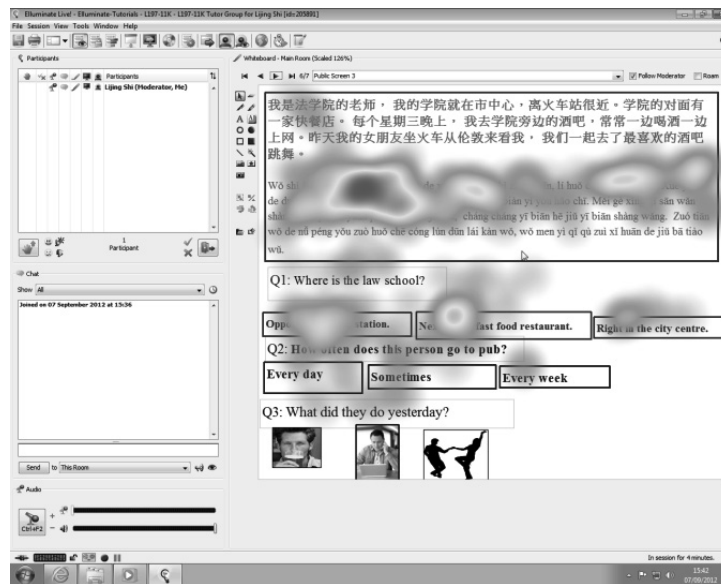 Elluminate Live! - Elluminate-Tutorials - L197-11K - L197-11K Tutor Group for Lijing Shi [id:205891]
File Session View Tools Window Help
Participants
Participants
Lijing Shi (Moderator, Me)
1
Participant
Chat
Show All
Joined on 07 September 2012 at 15:36
Send to This Room
Audio
Ctrl+F2
Whiteboard - Main Room (Scaled 126%)
6/7 Public Screen 3
Follow Moderator
Roam
我是法学院的老师， 我的学院就在市中心，离火车站很近。学院的对面有
一家快餐店。 每个星期三晚上， 我去学院旁边的酒吧，常常一边喝酒一边
上网。昨天我的女朋友坐火车从伦敦来看我， 我们一起去了最喜欢的酒吧
跳舞。
Wǒ
lí huǒ
cháng cháng yī biān hē jiǔ yī biān shàng wǎng. Zuó tiān
wǒ de nǚ péng yǒu zuò huǒ chē cóng lún dūn lái kàn wǒ, wǒ men yì qǐ qù zuì xǐ huān de jiǔ bā tiào
wǔ.
Q1: Where is the law school?
station.
fast food restaurant.
Right in the city centre.
Q2: How often does this person go to pub?
Every day
Sometimes
Every week
Q3: What did they do yesterday?
In session for 4 minutes.
15:42
07/09/2012